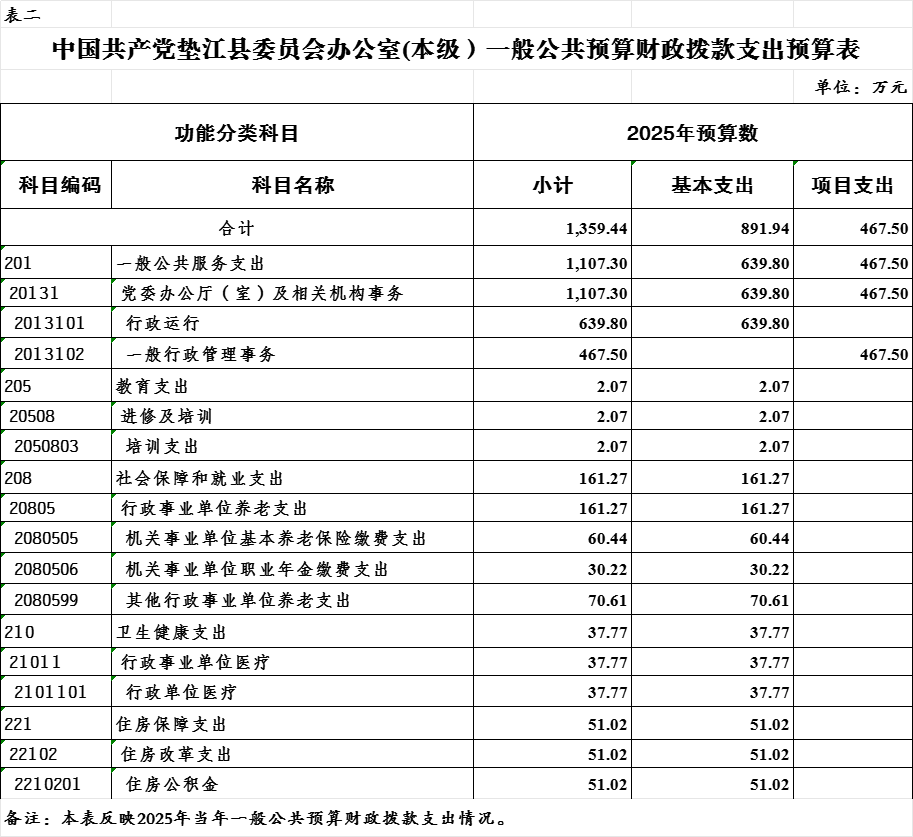 表二
中国共产党垫江县委员会办公室(本级）一般公共预算财政拨款支出预算表
单位：万元
功能分类科目 2025年预算数
科目编码 科目名称 小计 基本支出 项目支出
合计 1,359.44 891.94 467.50
201 一般公共服务支出 1,107.30 639.80 467.50
20131 党委办公厅（室）及相关机构事务 1,107.30 639.80 467.50
2013101 行政运行 639.80 639.80
2013102 一般行政管理事务 467.50 467.50
205 教育支出 2.07 2.07
20508 进修及培训 2.07 2.07
2050803 培训支出 2.07 2.07
208 社会保障和就业支出 161.27 161.27
20805 行政事业单位养老支出 161.27 161.27
2080505 机关事业单位基本养老保险缴费支出 60.44 60.44
2080506 机关事业单位职业年金缴费支出 30.22 30.22
2080599 其他行政事业单位养老支出 70.61 70.61
210 卫生健康支出 37.77 37.77
21011 行政事业单位医疗 37.77 37.77
2101101 行政单位医疗 37.77 37.77
221 住房保障支出 51.02 51.02
22102 住房改革支出 51.02 51.02
2210201 住房公积金 51.02 51.02
备注：本表反映2025年当年一般公共预算财政拨款支出情况。